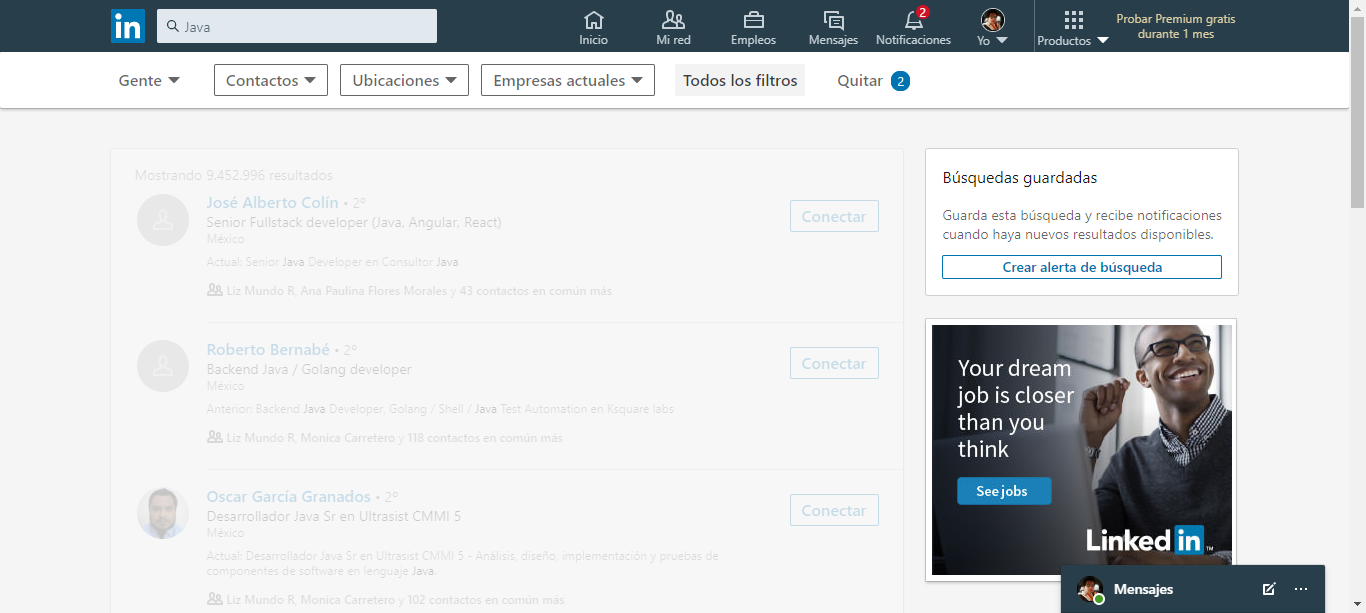 in
Java
Inicio
Mi red
Empleos
Mensajes
2
Notificaciones
Yo
Productos
Probar Premium gratis
durante 1 mes
Gente
Contactos
Ubicaciones
Empresas actuales
Todos los filtros
Quitar 2
Mostrando 9.452.996 resultados
José Alberto Colín • 2º
Senior Fullstack developer (Java, Angular, React)
México
Actual: Senior Java Developer en Consultor Java
Liz Mundo R, Ana Paulina Flores Morales y 43 contactos en común más
Conectar
Roberto Bernabé • 2º
Backend Java / Golang developer
México
Anterior: Backend Java Developer, Golang / Shell / Java Test Automation en Ksquare labs
Liz Mundo R, Monica Carretero y 118 contactos en común más
Conectar
Oscar García Granados • 2º
Desarrollador Java Sr en Ultrasist CMMI 5
México
Actual: Desarrollador Java Sr en Ultrasist CMMI 5 - Análisis, diseño, implementación y pruebas de
componentes de software en lenguaje Java.
Liz Mundo R, Monica Carretero y 102 contactos en común más
Conectar
Búsquedas guardadas
Guarda esta búsqueda y recibe notificaciones
cuando haya nuevos resultados disponibles.
Crear alerta de búsqueda
Your dream
job is closer
than you
think
See jobs
Linked in ™
Mensajes